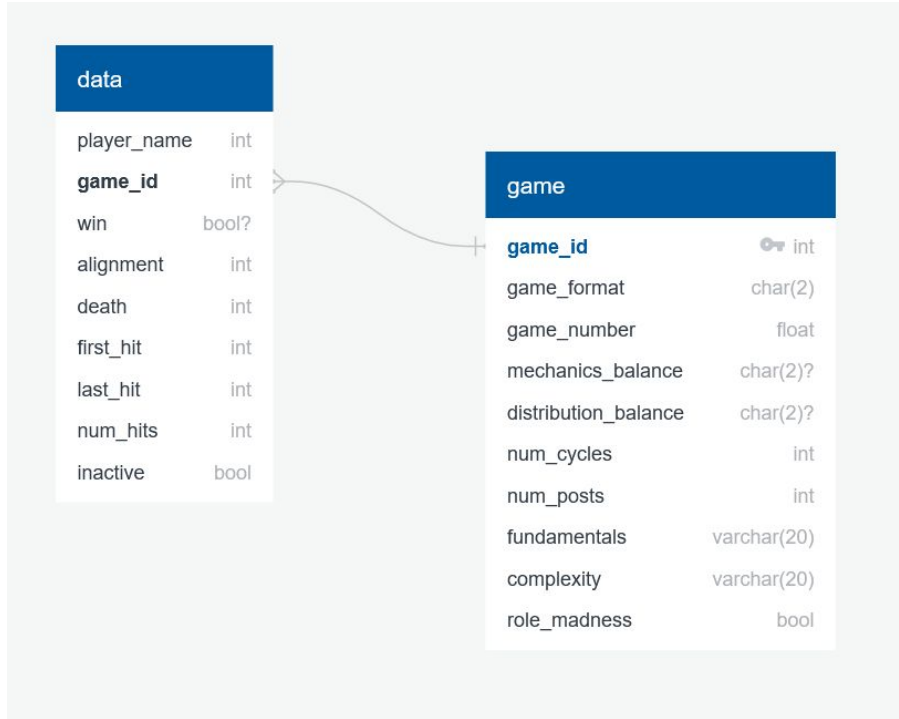 data
player_name int
game_id int
win bool?
alignment int
death int
first_hit int
last_hit int
num_hits int
inactive bool
game
game_id int
game_format char(2)
game_number float
mechanics_balance char(2)?
distribution_balance char(2)?
num_cycles int
num_posts int
fundamentals varchar(20)
complexity varchar(20)
role_madness bool